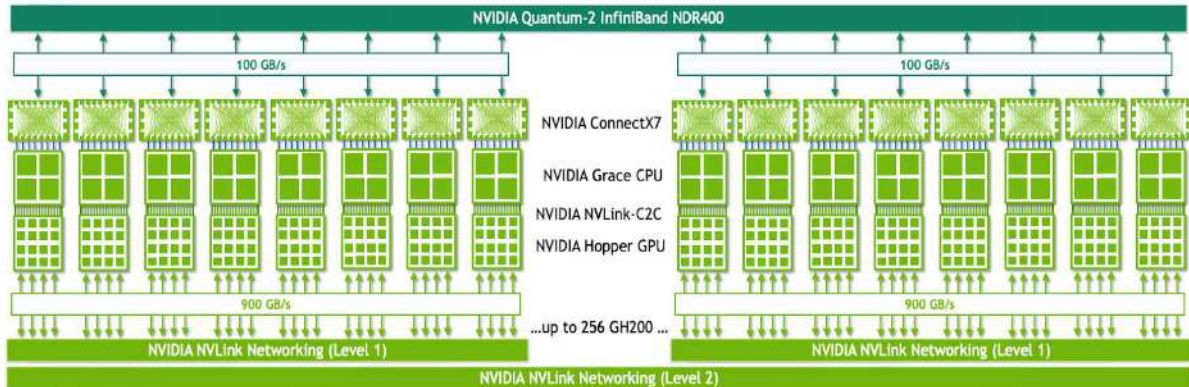 NVIDIA Quantum-2 InfiniBand NDR400
100 GB/s
100 GB/s
NVIDIA ConnectX7
NVIDIA Grace CPU
NVIDIA NVLink-C2C
NVIDIA Hopper GPU
900 GB/s
900 GB/s
...up to 256 GH200 ...
NVIDIA NVLink Networking (Level 1)
NVIDIA NVLink Networking (Level 1)
NVIDIA NVLink Networking (Level 2)